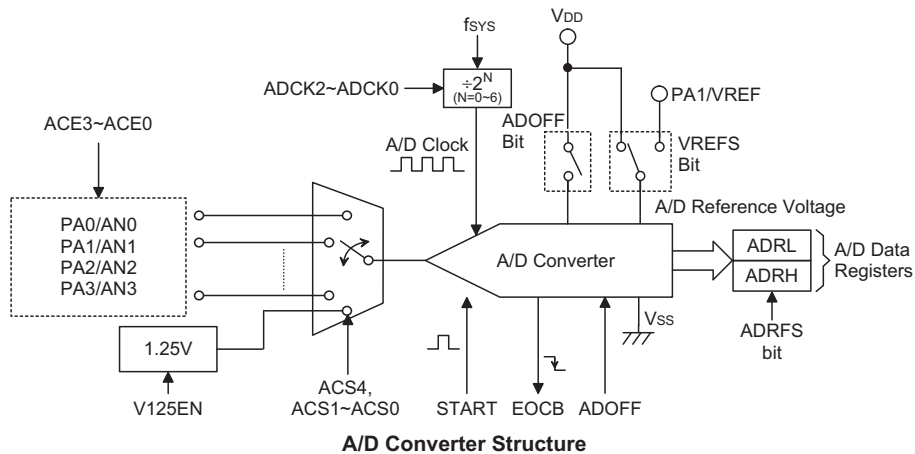 fSYS
VDD
ADCK2~ADCK0
÷2^N
(N=0~6)
PA1/VREF
ACE3~ACE0
A/D Clock
ADOFF
Bit
VREFS
Bit
A/D Reference Voltage
PA0/AN0
PA1/AN1
PA2/AN2
PA3/AN3
A/D Converter
ADRL
ADRH
A/D Data
Registers
VSS
ADRFS
bit
1.25V
V125EN
ACS4,
ACS1~ACS0
START
EOCB
ADOFF
A/D Converter Structure